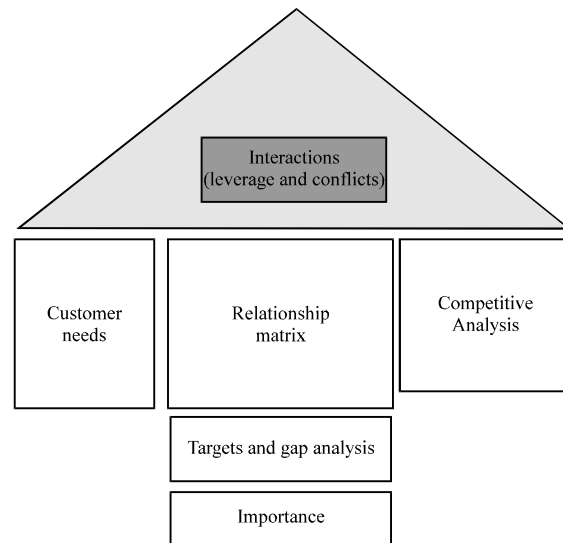 Interactions
(leverage and conflicts)
Customer
needs
Relationship
matrix
Competitive
Analysis
Targets and gap analysis
Importance